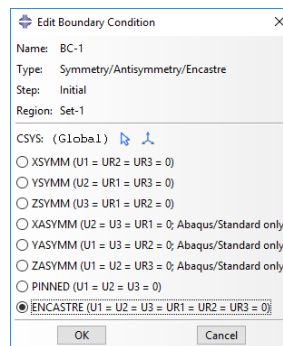 Edit Boundary Condition
Name: BC-1
Type: Symmetry/Antisymmetry/Encastre
Step: Initial
Region: Set-1
CSYS: (Global)
XSYMM (U1 = UR2 = UR3 = 0)
YSYMM (U2 = UR1 = UR3 = 0)
ZSYMM (U3 = UR1 = UR2 = 0)
XASYMM (U2 = U3 = UR1 = 0; Abaqus/Standard only
YASYMM (U1 = U3 = UR2 = 0; Abaqus/Standard only
ZASYMM (U1 = U2 = UR3 = 0; Abaqus/Standard only
PINNED (U1 = U2 = U3 = 0)
ENCASTRE (U1 = U2 = U3 = UR1 = UR2 = UR3 = 0)
OK Cancel